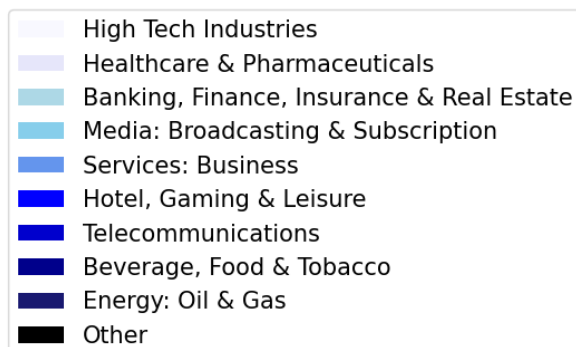 High Tech Industries
Healthcare & Pharmaceuticals
Banking, Finance, Insurance & Real Estate
Media: Broadcasting & Subscription
Services: Business
Hotel, Gaming & Leisure
Telecommunications
Beverage, Food & Tobacco
Energy: Oil & Gas
Other